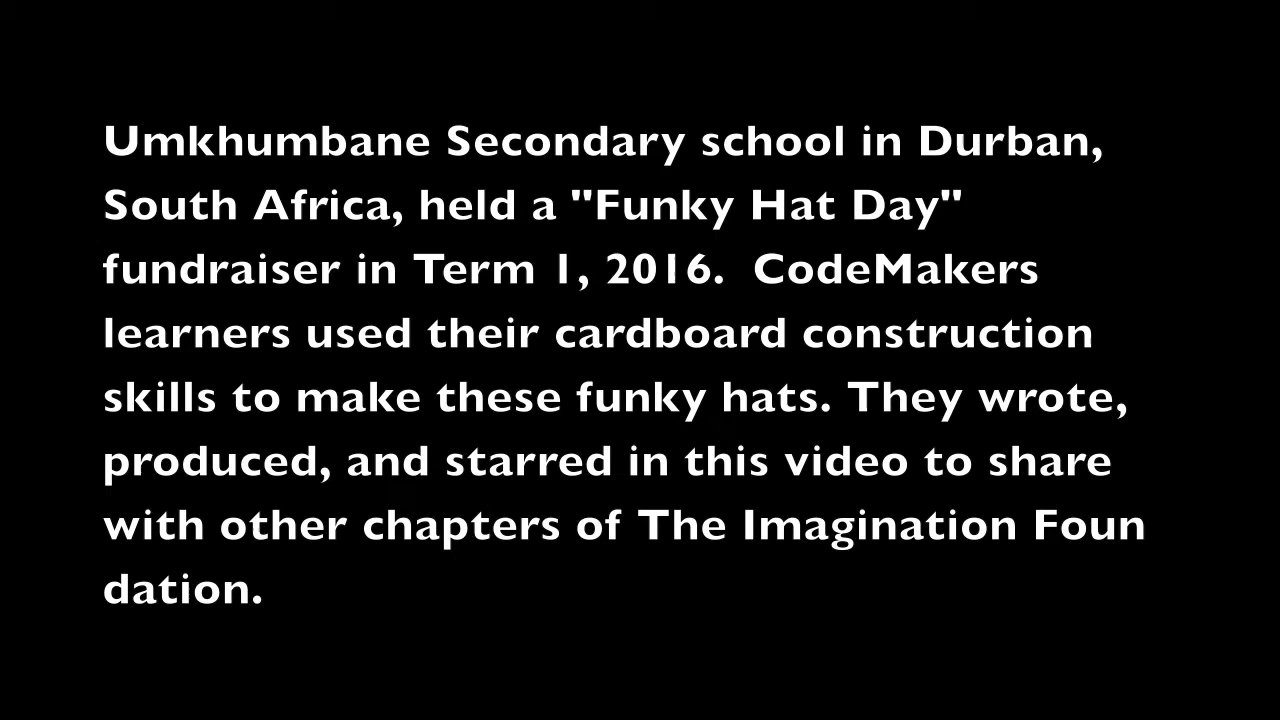 Umkhumbane Secondary school in Durban,
South Africa, held a "Funky Hat Day"
fundraiser in Term 1, 2016.  CodeMakers
learners used their cardboard construction
skills to make these funky hats. They wrote,
produced, and starred in this video to share
with other chapters of The Imagination Foun
dation.